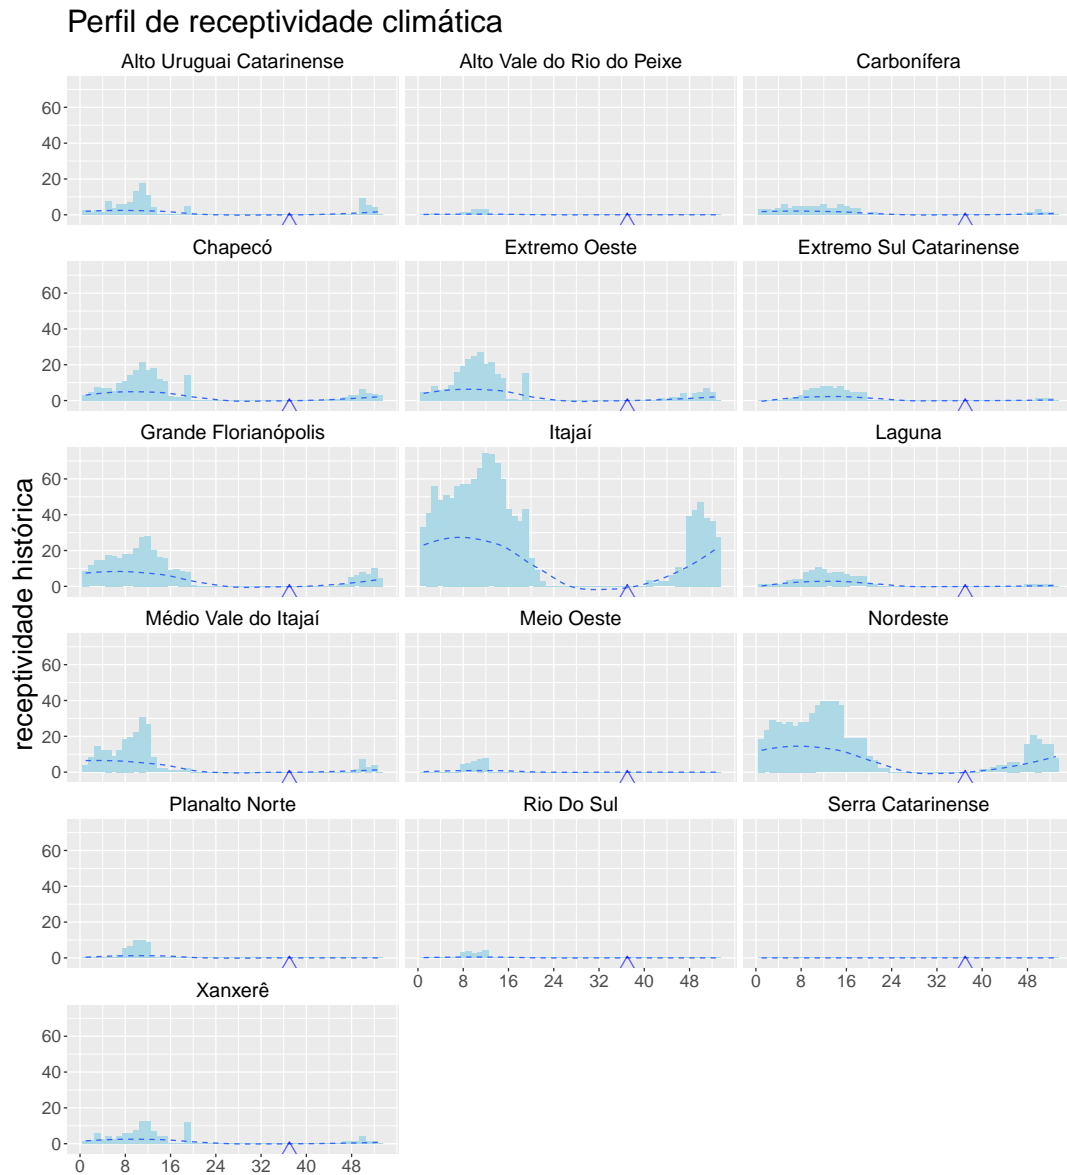 Perfil de receptividade climática
Alto Uruguai Catarinense
Alto Vale do Rio do Peixe
Carbonífera
60
40
20
0
Chapecó
Extremo Oeste
Extremo Sul Catarinense
60
40
20
0
Grande Florianópolis
Itajaí
Laguna
60
40
20
0
receptividade histórica
Médio Vale do Itajaí
Meio Oeste
Nordeste
60
40
20
0
Planalto Norte
Rio Do Sul
Serra Catarinense
60
40
20
0
0 8 16 24 32 40 48
0 8 16 24 32 40 48
Xanxerê
60
40
20
0
0 8 16 24 32 40 48